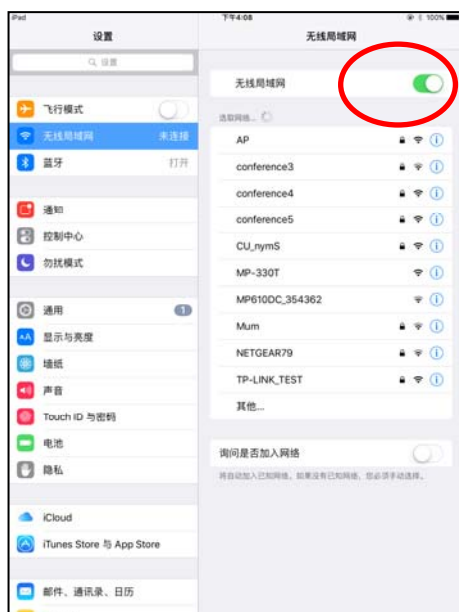 iPad
下午4:08
100%
设置
无线局域网
设置
飞行模式
无线局域网 未连接
蓝牙 打开
通知
控制中心
勿扰模式
通用 1
显示与亮度
墙纸
声音
Touch ID 与密码
电池
隐私
iCloud
iTunes Store 与 App Store
邮件、通讯录、日历
无线局域网
选取网络...
AP
conference3
conference4
conference5
CU_nymS
MP-330T
MP610DC_354362
Mum
NETGEAR79
TP-LINK_TEST
其他...
询问是否加入网络
将自动加入已知网络。如果没有已知网络，您必须手动选择。